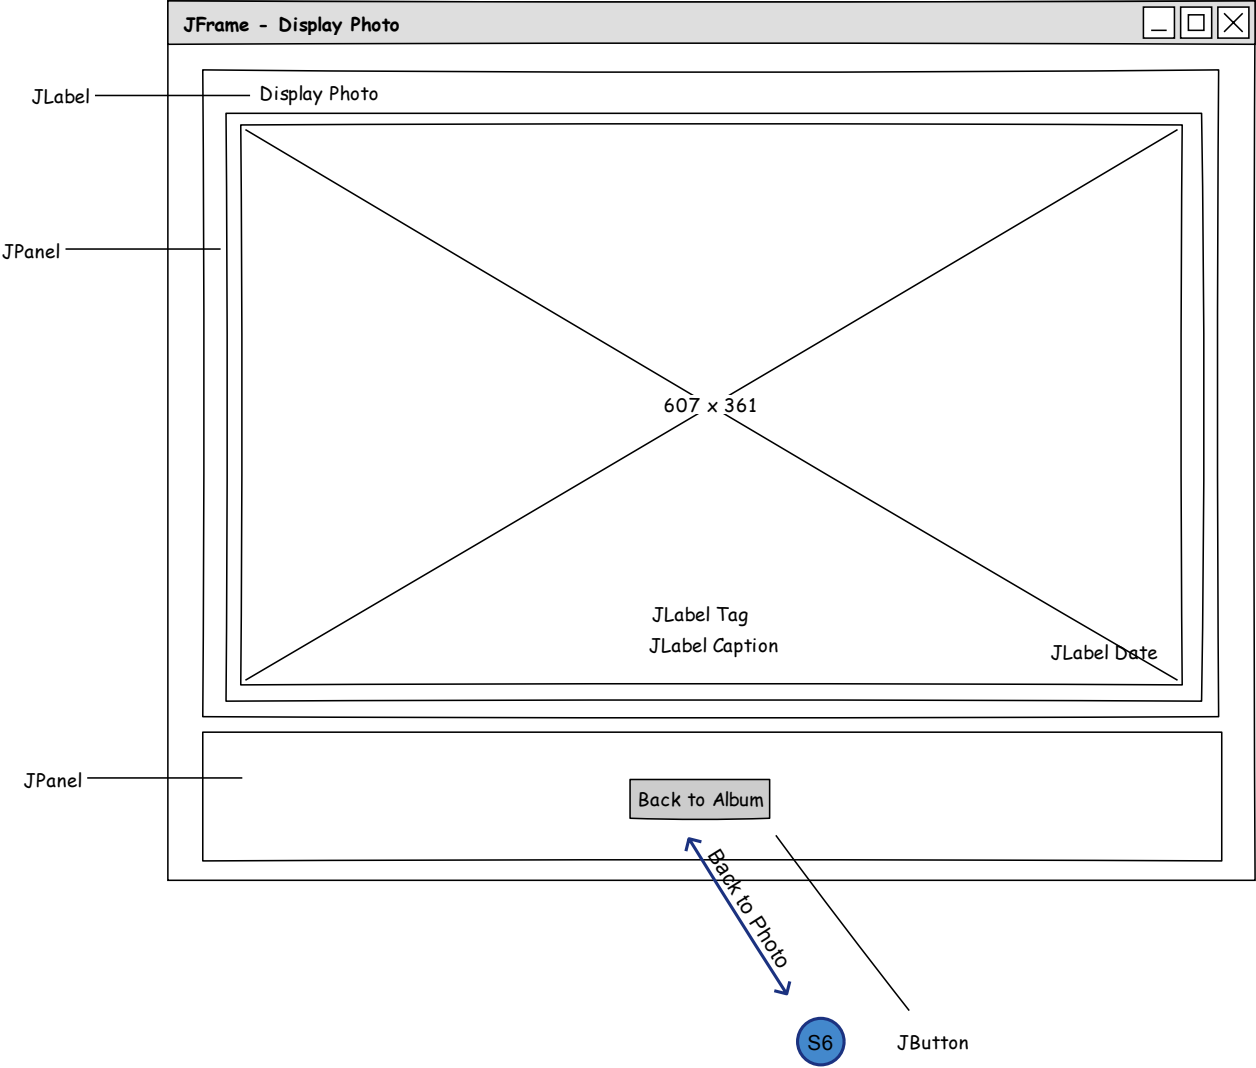 JFrame - Display Photo
JLabel
Display Photo
JPanel
607 x 361
JLabel Tag
JLabel Caption
JLabel Date
JPanel
Back to Album
Back to Photo
S6
JButton